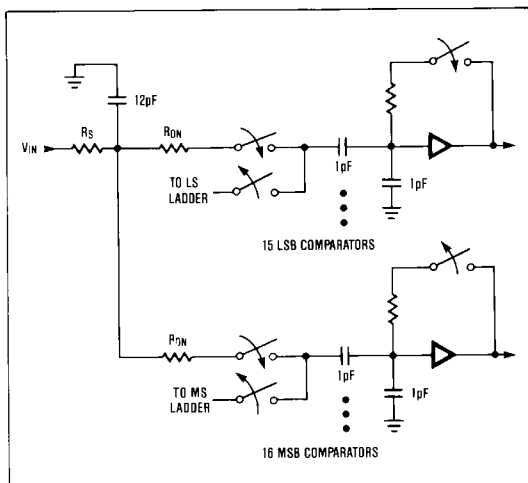 12pF
VIN
RS
RON
TO LS
LADDER
1pF
1pF
15 LSB COMPARATORS
RON
TO MS
LADDER
1pF
1pF
16 MSB COMPARATORS